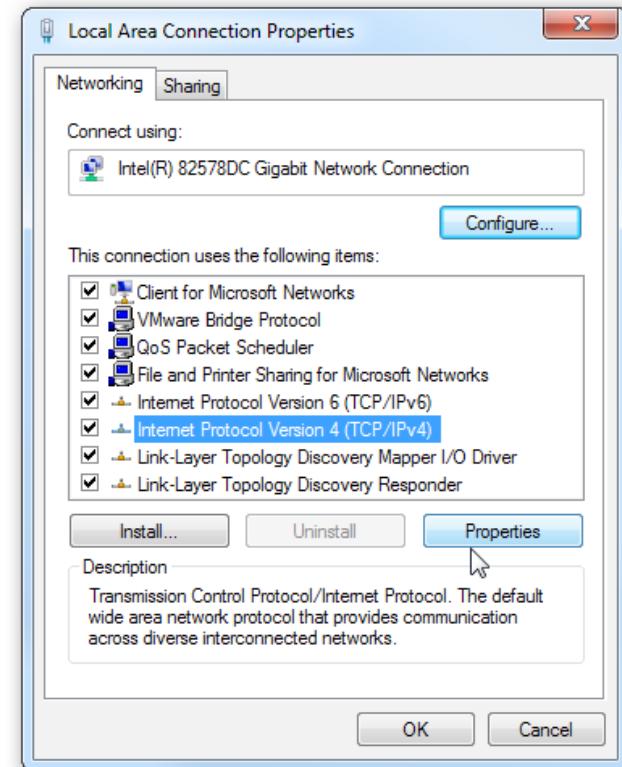 Local Area Connection Properties
Networking
Sharing
Connect using:
Intel(R) 82578DC Gigabit Network Connection
Configure...
This connection uses the following items:
Client for Microsoft Networks
VMware Bridge Protocol
QoS Packet Scheduler
File and Printer Sharing for Microsoft Networks
Internet Protocol Version 6 (TCP/IPv6)
Internet Protocol Version 4 (TCP/IPv4)
Link-Layer Topology Discovery Mapper I/O Driver
Link-Layer Topology Discovery Responder
Install...
Uninstall
Properties
Description
Transmission Control Protocol/Internet Protocol. The default
wide area network protocol that provides communication
across diverse interconnected networks.
OK
Cancel